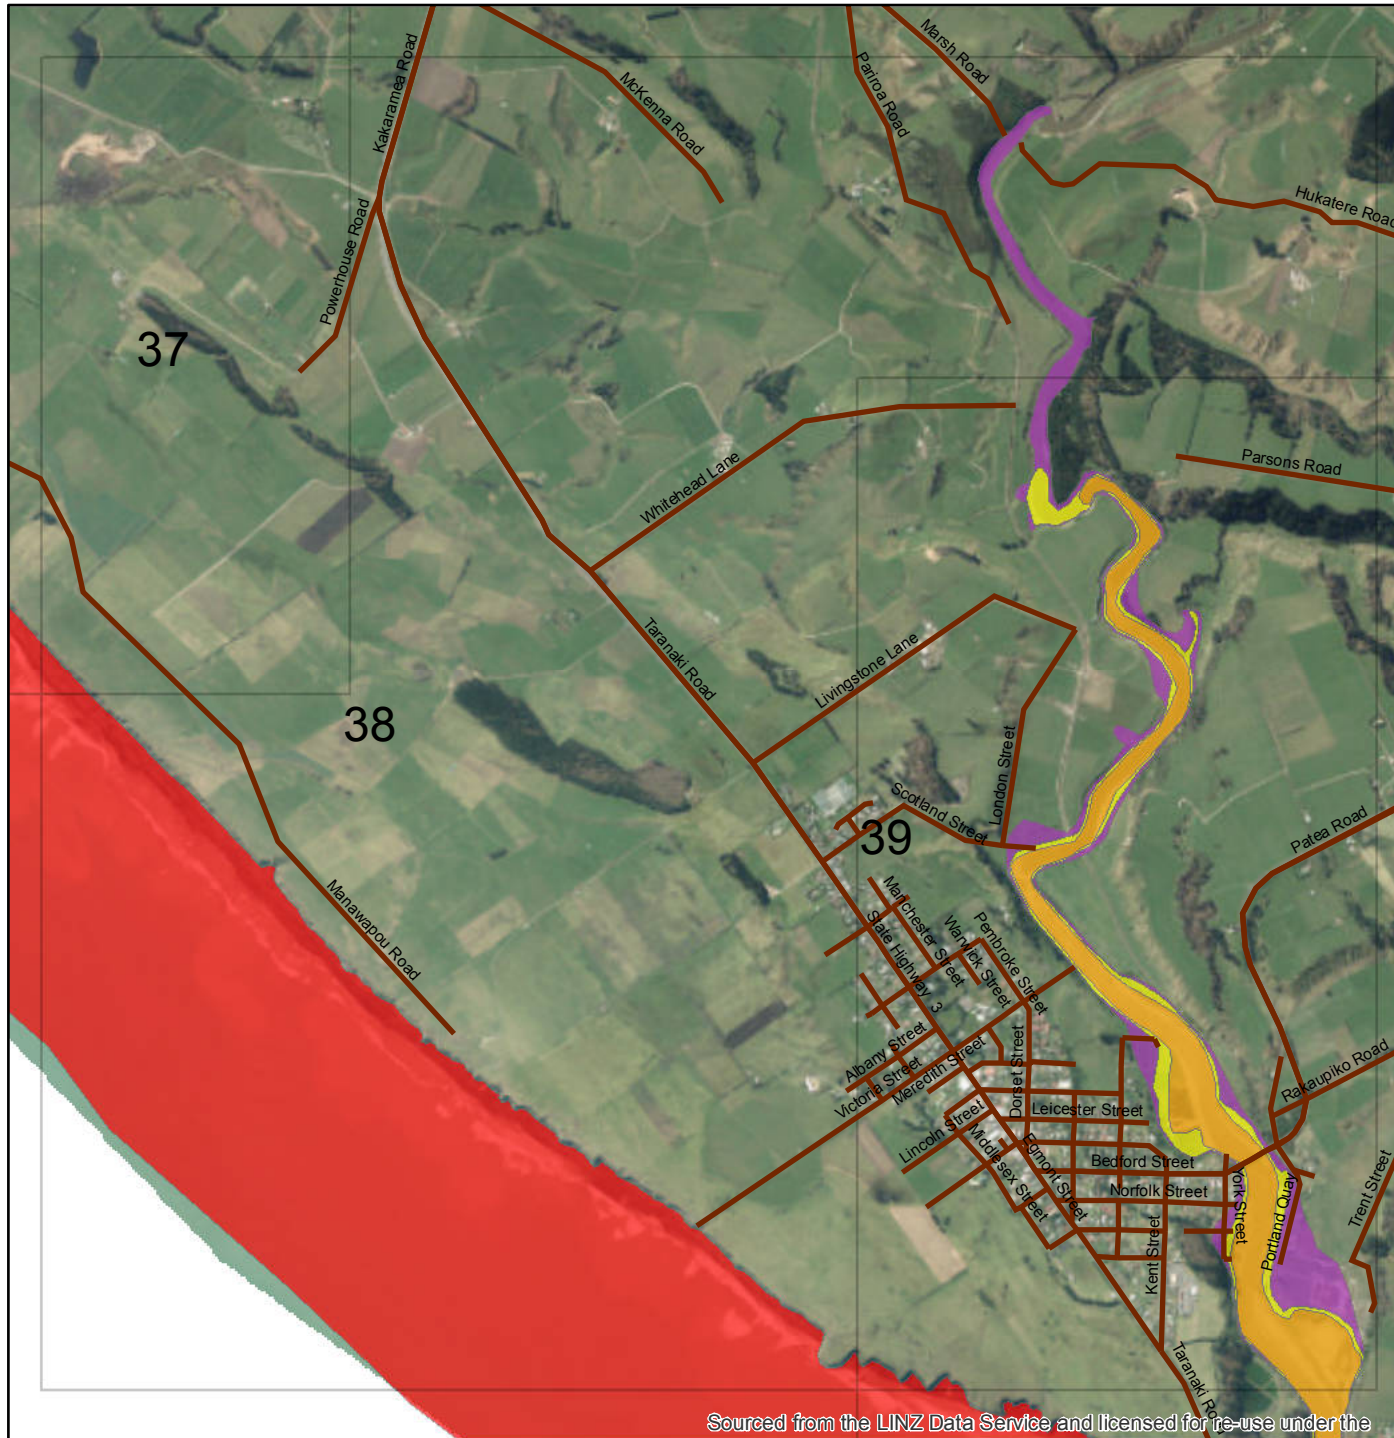 Kakaramea Road
McKenna Road
Pariroa Road
Marsh Road
Hukatere Road
Powerhouse Road
37
Whitehead Lane
Parsons Road
Taranaki Road
Livingstone Lane
38
London Street
Scotland Street
39
Patea Road
Manawapou Road
Manchester Street
Warwick Street
Pembroke Street
State Highway 3
Albany Street
Victoria Street
Meredith Street
Dorset Street
Rakaupiko Road
Leicester Street
Lincoln Street
Middlesex Street
Egmont Street
Bedford Street
Norfolk Street
York Street
Portland Quay
Trent Street
Kent Street
Taranaki Road
Sourced from the LINZ Data Service and licensed for re-use under the